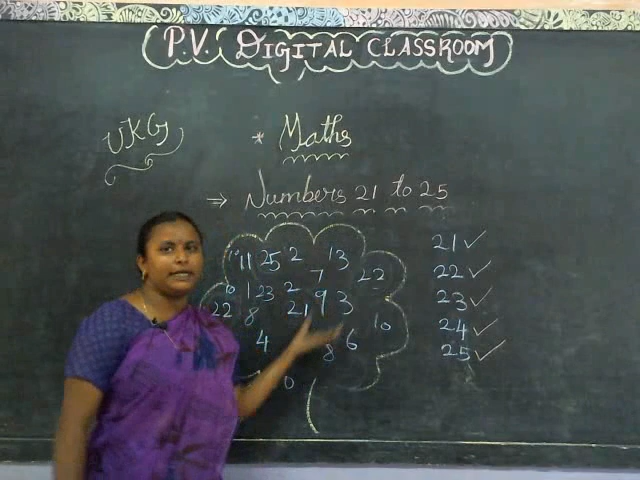 P.V. DIGITAL CLASSROOM
UKG
* Maths
⇒ Numbers 21 to 25
11 25 2 13
7 22
1 23 2 9 3
22 8 21 10
4 8 6
0
21 ✓
22 ✓
23 ✓
24 ✓
25 ✓